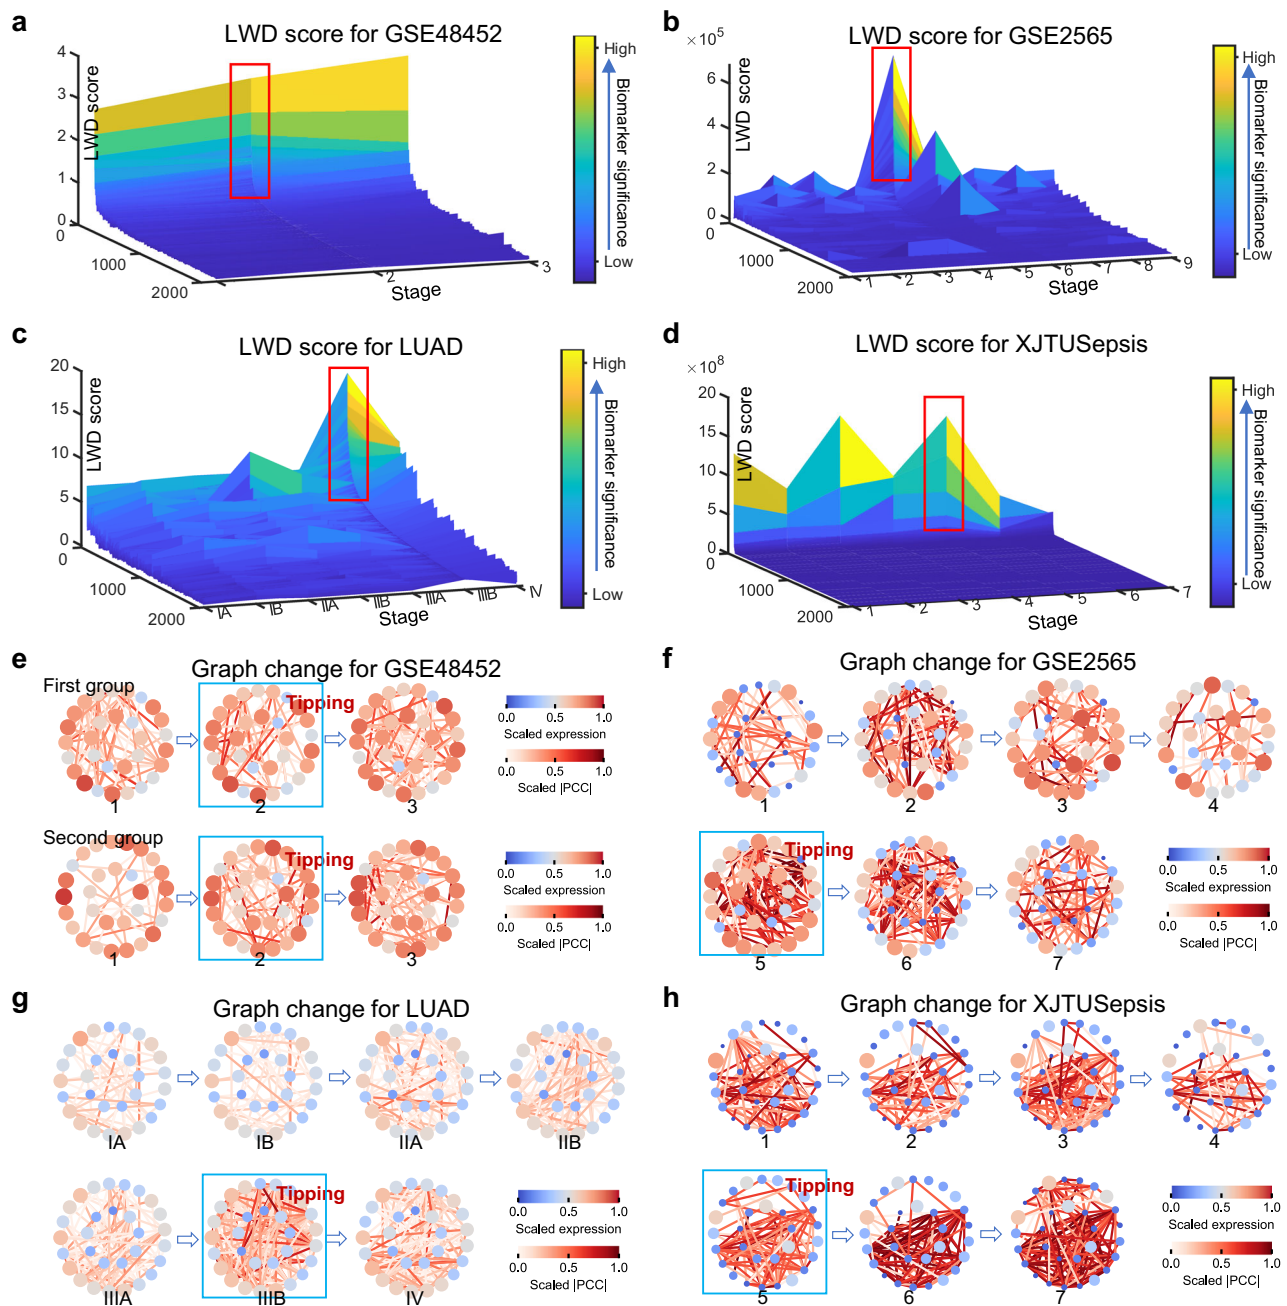 a
LWD score for GSE48452
4
3
2
1
0
LWD score
0
1000
2000
2
3
Stage
High
Low
Biomarker significance
b
LWD score for GSE2565
×10⁵
6
4
2
0
LWD score
0
1000
2000
1
2
3
4
5
6
7
8
9
Stage
High
Low
Biomarker significance
c
LWD score for LUAD
20
15
10
5
0
LWD score
0
1000
2000
IA
IB
IIA
IIB
IIIA
IIIB
IV
Stage
High
Low
Biomarker significance
d
LWD score for XJTUSepsis
×10⁸
20
15
10
5
0
LWD score
0
1000
2000
1
2
3
4
5
6
7
Stage
High
Low
Biomarker significance
e
Graph change for GSE48452
First group
Tipping
1
2
3
0.0 0.5 1.0
Scaled expression
0.0 0.5 1.0
Scaled |PCC|
Second group
Tipping
1
2
3
0.0 0.5 1.0
Scaled expression
0.0 0.5 1.0
Scaled |PCC|
f
Graph change for GSE2565
1
2
3
4
Tipping
5
6
7
0.0 0.5 1.0
Scaled expression
0.0 0.5 1.0
Scaled |PCC|
g
Graph change for LUAD
IA
IB
IIA
IIB
Tipping
IIIA
IIIB
IV
0.0 0.5 1.0
Scaled expression
0.0 0.5 1.0
Scaled |PCC|
h
Graph change for XJTUSepsis
1
2
3
4
Tipping
5
6
7
0.0 0.5 1.0
Scaled expression
0.0 0.5 1.0
Scaled |PCC|